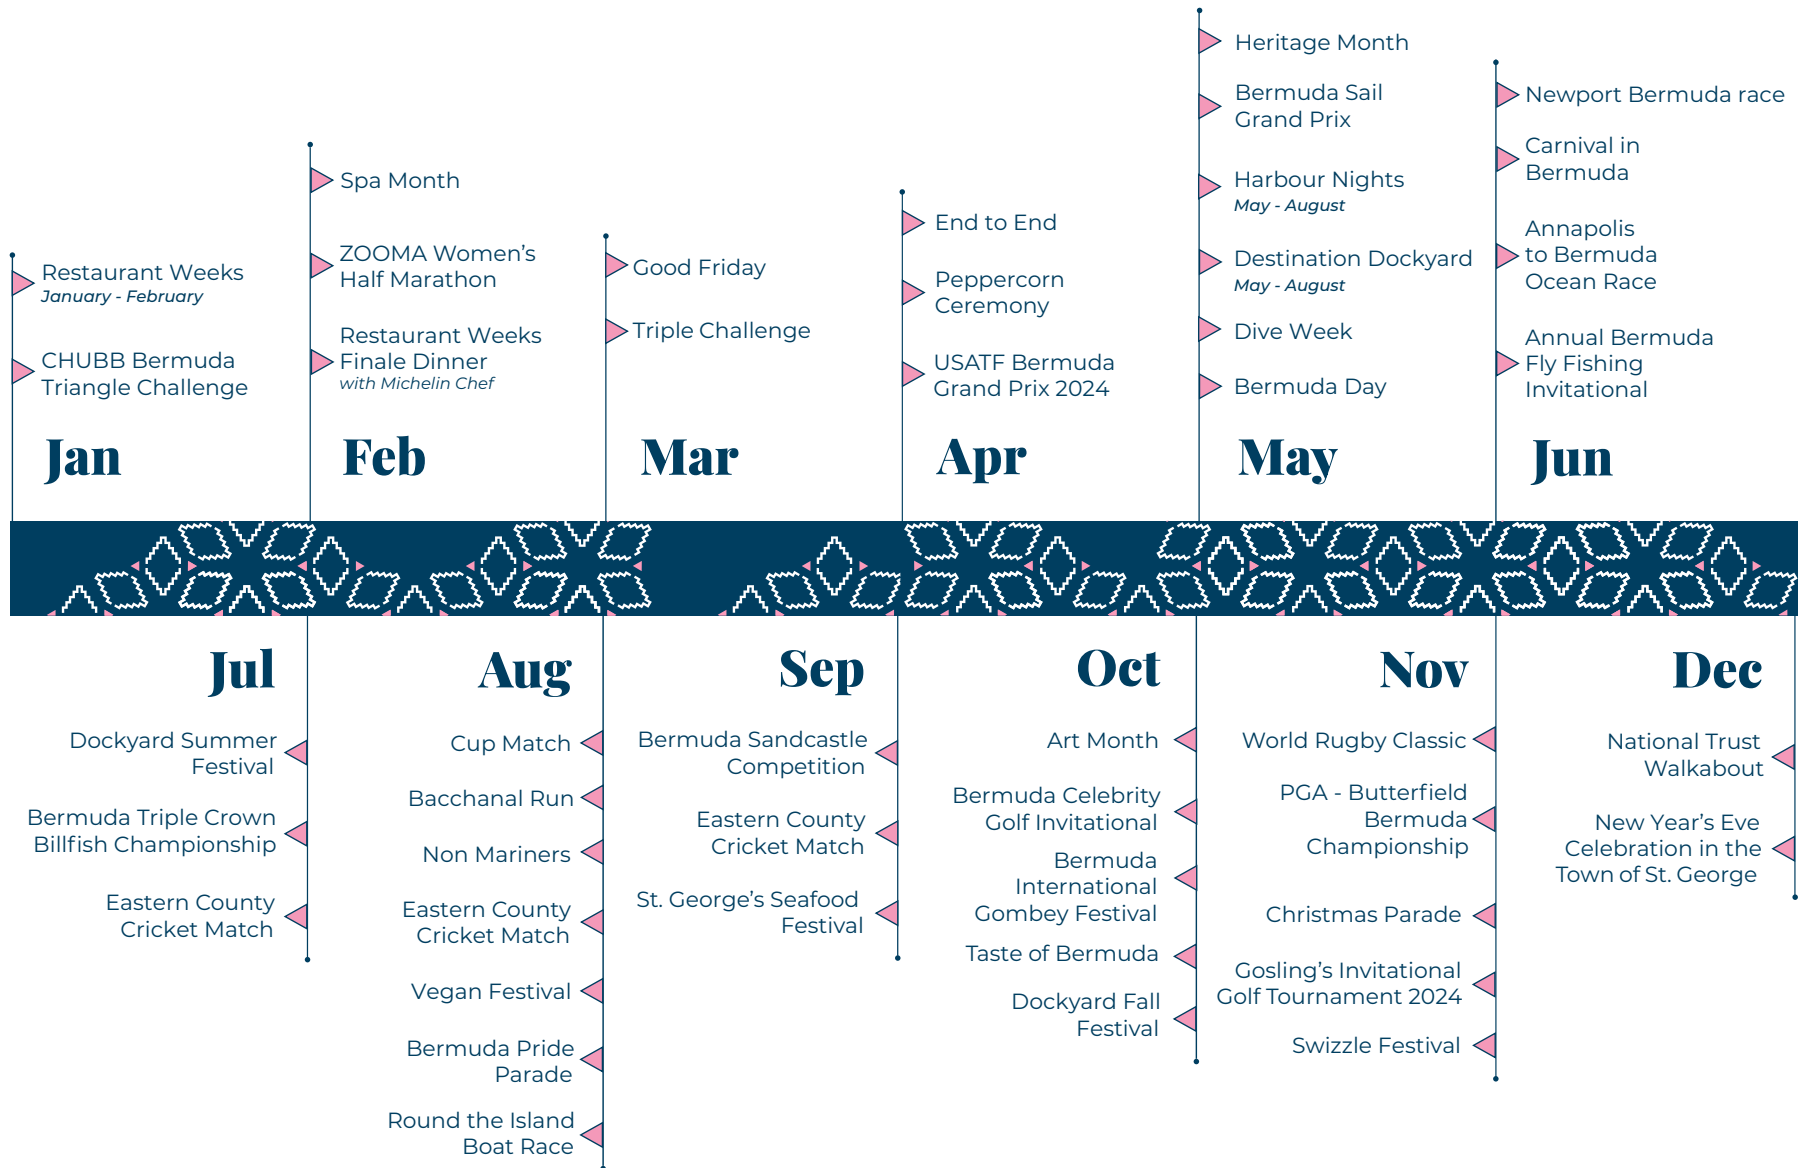 Restaurant Weeks
January - February
CHUBB Bermuda
Triangle Challenge
Jan
Spa Month
ZOOMA Women’s
Half Marathon
Restaurant Weeks
Finale Dinner
with Michelin Chef
Feb
Good Friday
Triple Challenge
Mar
End to End
Peppercorn
Ceremony
USATF Bermuda
Grand Prix 2024
Apr
Heritage Month
Bermuda Sail
Grand Prix
Harbour Nights
May - August
Destination Dockyard
May - August
Dive Week
Bermuda Day
May
Newport Bermuda race
Carnival in
Bermuda
Annapolis
to Bermuda
Ocean Race
Annual Bermuda
Fly Fishing
Invitational
Jun
Jul
Dockyard Summer
Festival
Bermuda Triple Crown
Billfish Championship
Eastern County
Cricket Match
Aug
Cup Match
Bacchanal Run
Non Mariners
Eastern County
Cricket Match
Vegan Festival
Bermuda Pride
Parade
Round the Island
Boat Race
Sep
Bermuda Sandcastle
Competition
Eastern County
Cricket Match
St. George’s Seafood
Festival
Oct
Art Month
Bermuda Celebrity
Golf Invitational
Bermuda
International
Gombey Festival
Taste of Bermuda
Dockyard Fall
Festival
Nov
World Rugby Classic
PGA - Butterfield
Bermuda
Championship
Christmas Parade
Gosling’s Invitational
Golf Tournament 2024
Swizzle Festival
Dec
National Trust
Walkabout
New Year’s Eve
Celebration in the
Town of St. George